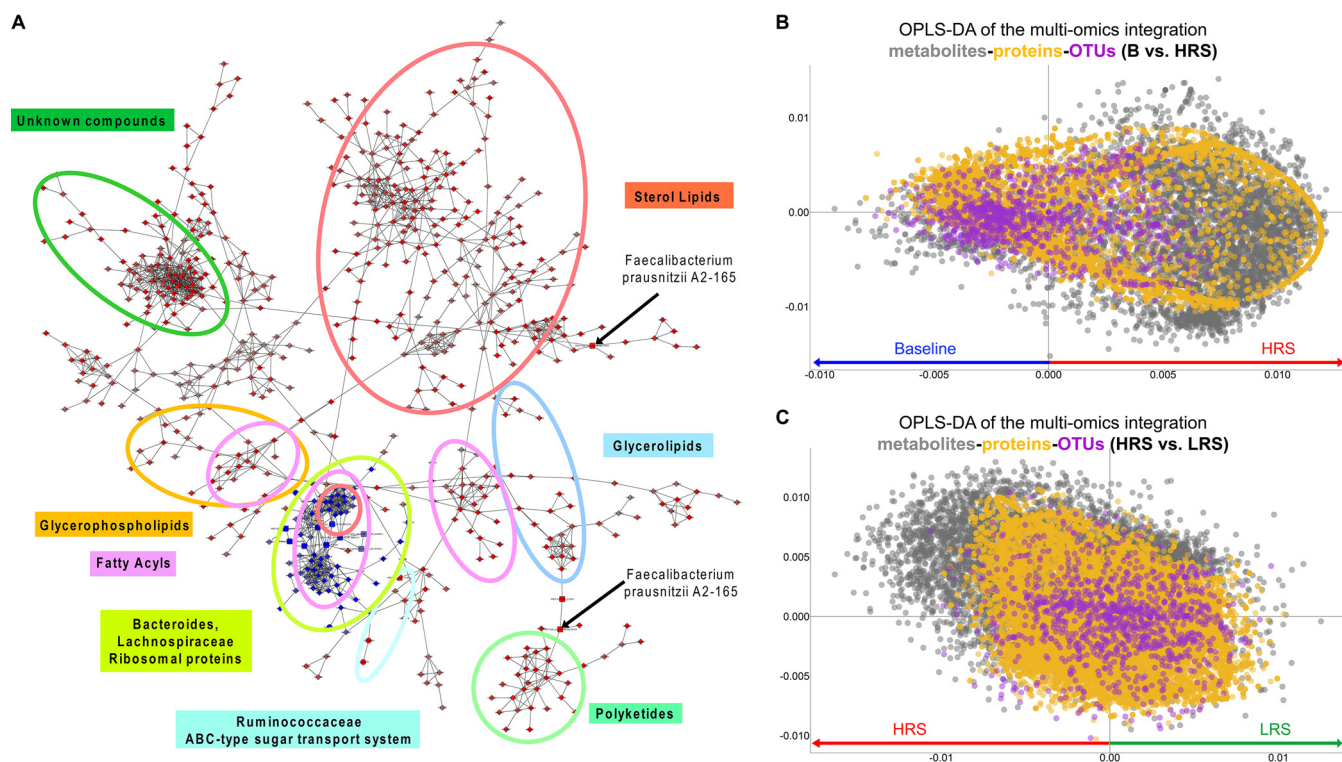 A
Unknown compounds
Sterol Lipids
Faecalibacterium
prausnitzii A2-165
Glycerolipids
Glycerophospholipids
Fatty Acyls
Faecalibacterium
prausnitzii A2-165
Bacteroides,
Lachnospiraceae
Ribosomal proteins
Polyketides
Ruminococcaceae
ABC-type sugar transport system
B
OPLS-DA of the multi-omics integration
metabolites-proteins-OTUs (B vs. HRS)
0.01
0.00
-0.01
Baseline
HRS
-0.010
-0.005
0.000
0.005
0.010
C
OPLS-DA of the multi-omics integration
metabolites-proteins-OTUs (HRS vs. LRS)
0.010
0.005
0.000
-0.005
-0.010
HRS
LRS
-0.01
0.00
0.01